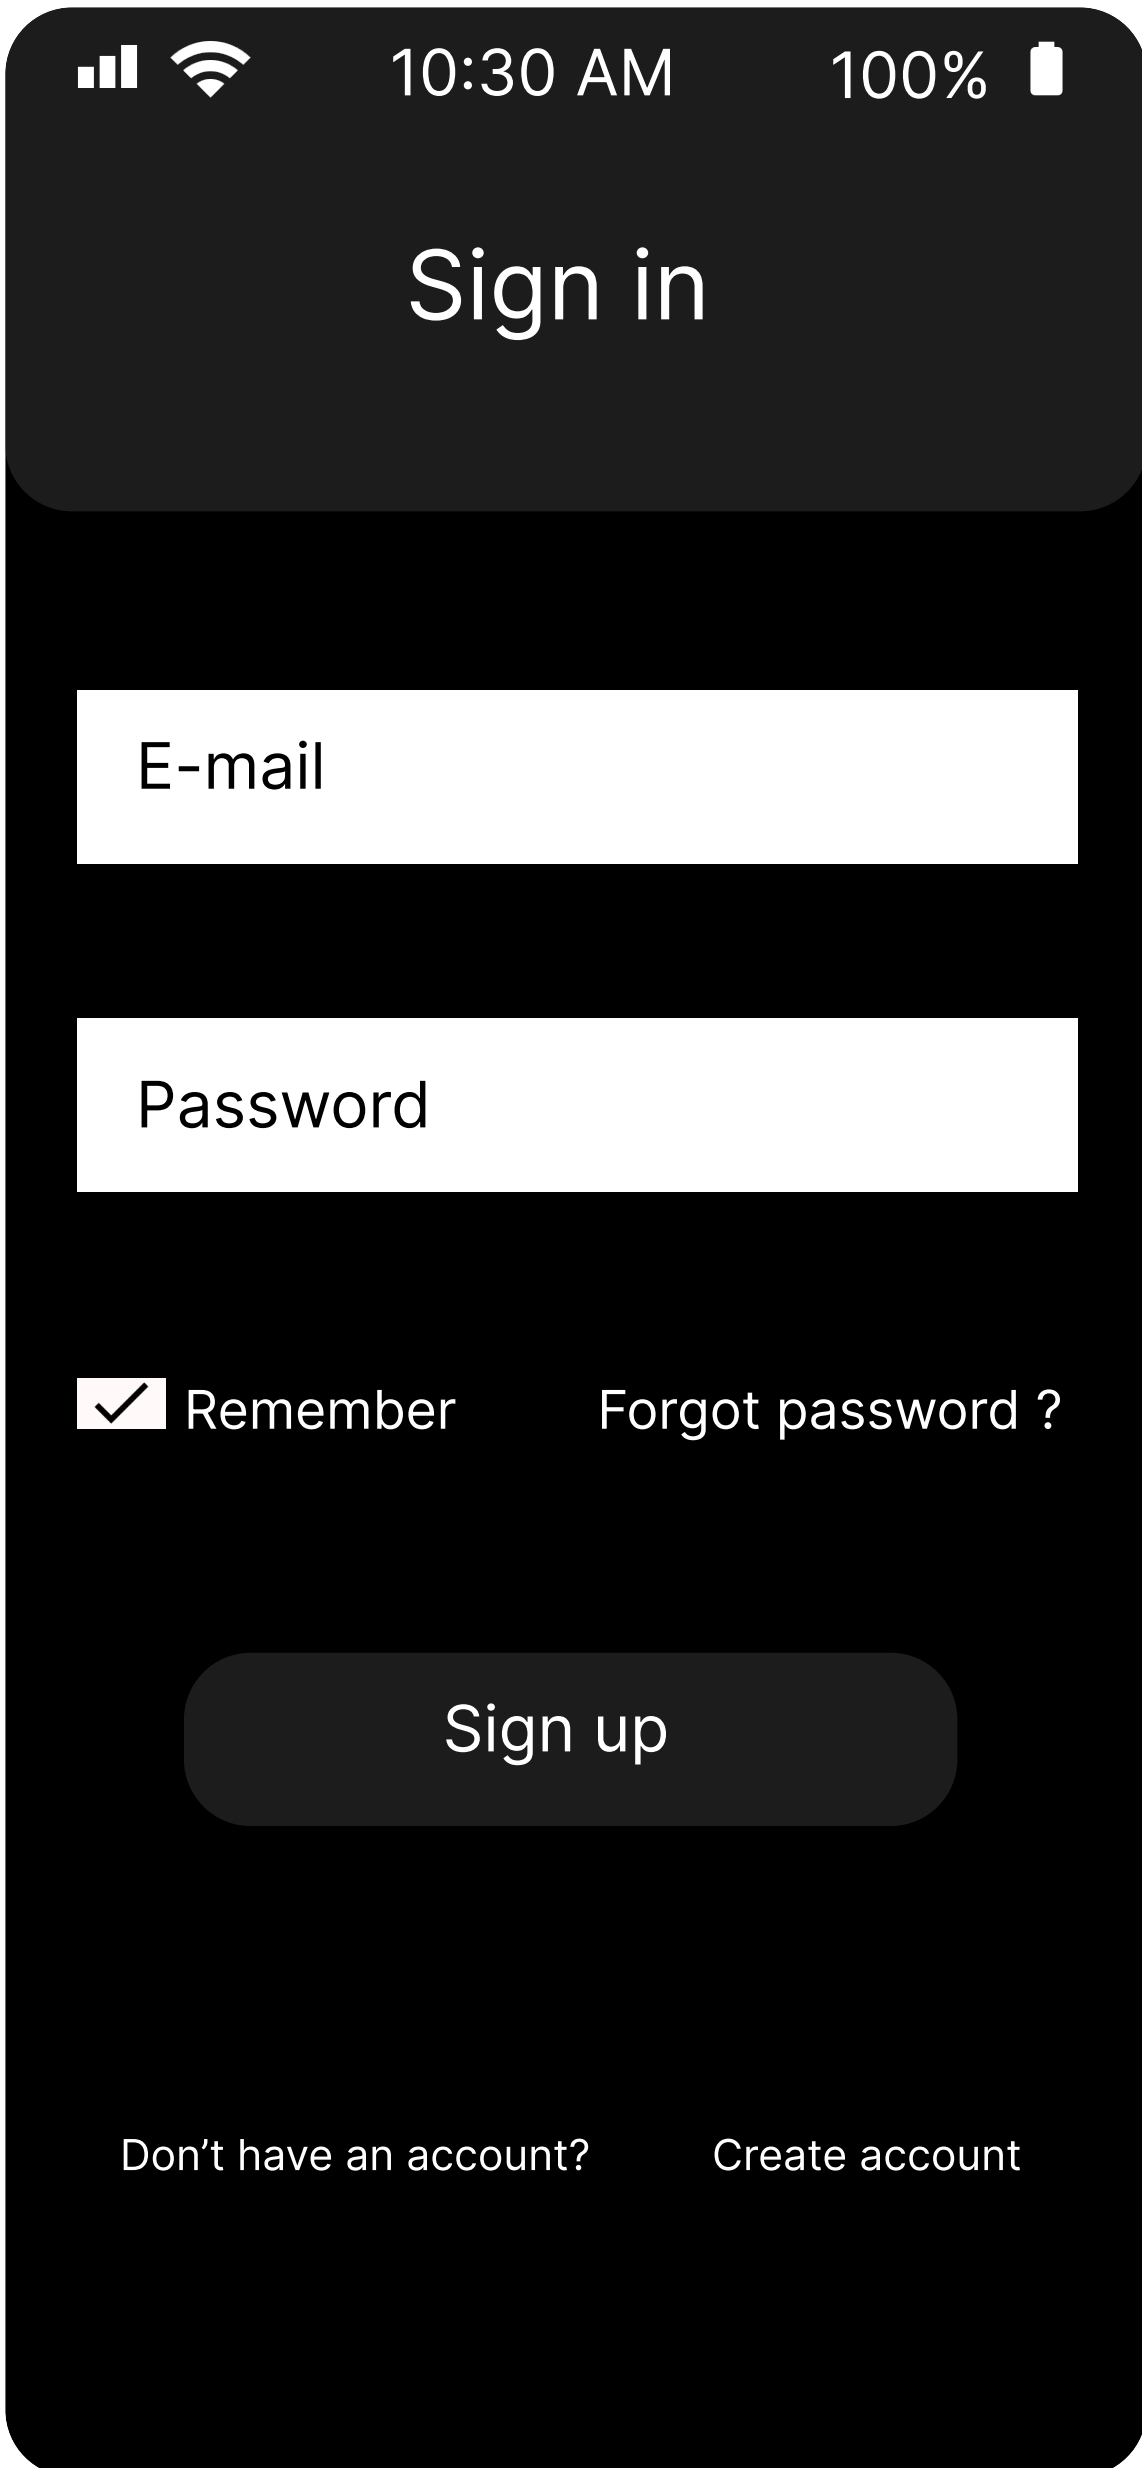 10:30 AM 100%
Sign in
E-mail
Password
Remember Forgot password ?
Sign up
Don’t have an account? Create account